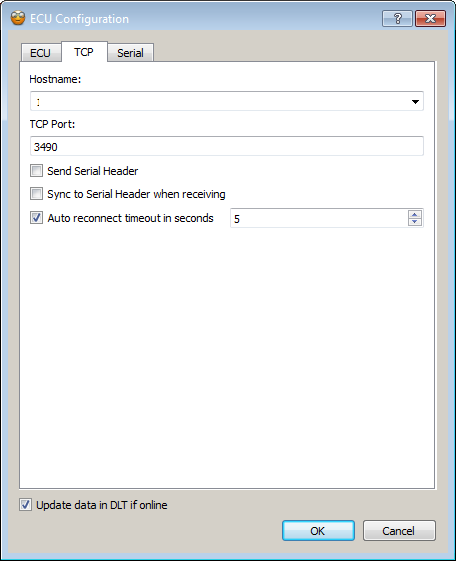 ECU Configuration
?
ECU TCP Serial
Hostname:
:
TCP Port:
3490
Send Serial Header
Sync to Serial Header when receiving
Auto reconnect timeout in seconds 5
Update data in DLT if online
OK Cancel